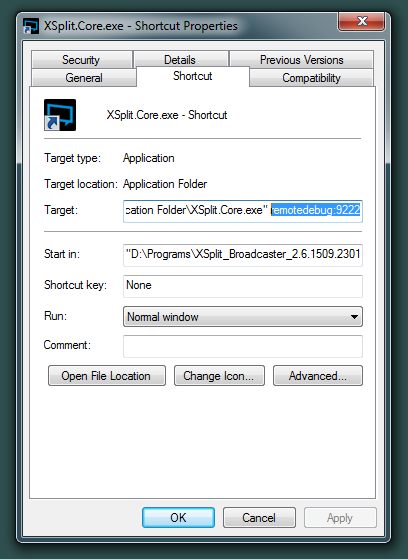 XSplit.Core.exe - Shortcut Properties
Security Details Previous Versions
General Shortcut Compatibility
XSplit.Core.exe - Shortcut
Target type: Application
Target location: Application Folder
Target: cation Folder\XSplit.Core.exe" remotedebug:9222
Start in: "D:\Programs\XSplit_Broadcaster_2.6.1509.2301
Shortcut key: None
Run: Normal window
Comment:
Open File Location Change Icon... Advanced...
OK Cancel Apply